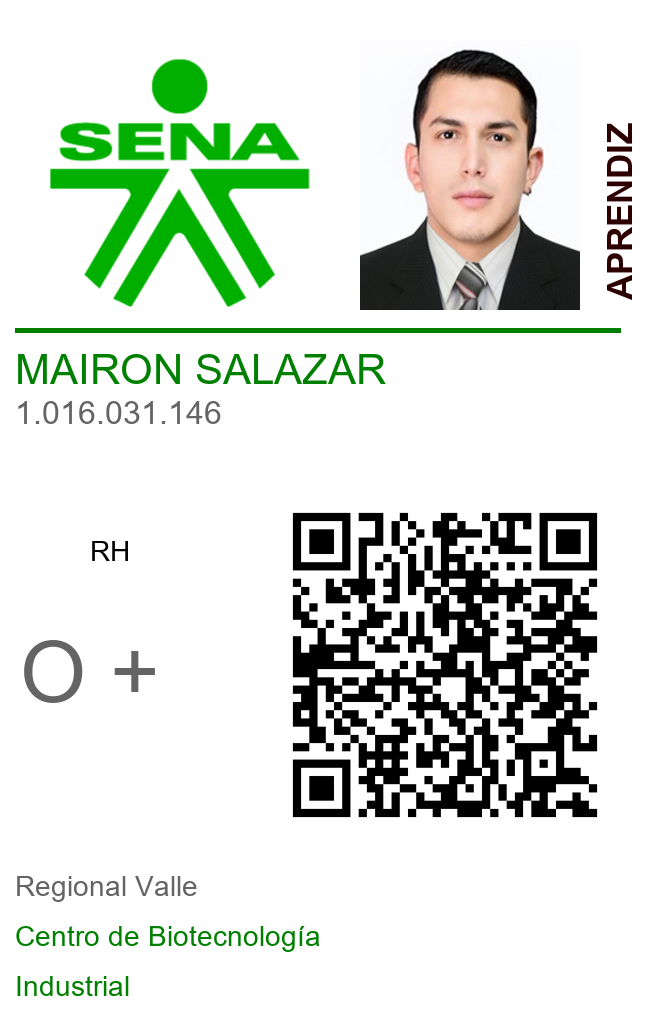 SENA
APRENDIZ
MAIRON SALAZAR
1.016.031.146
RH
O +
Regional Valle
Centro de Biotecnología
Industrial